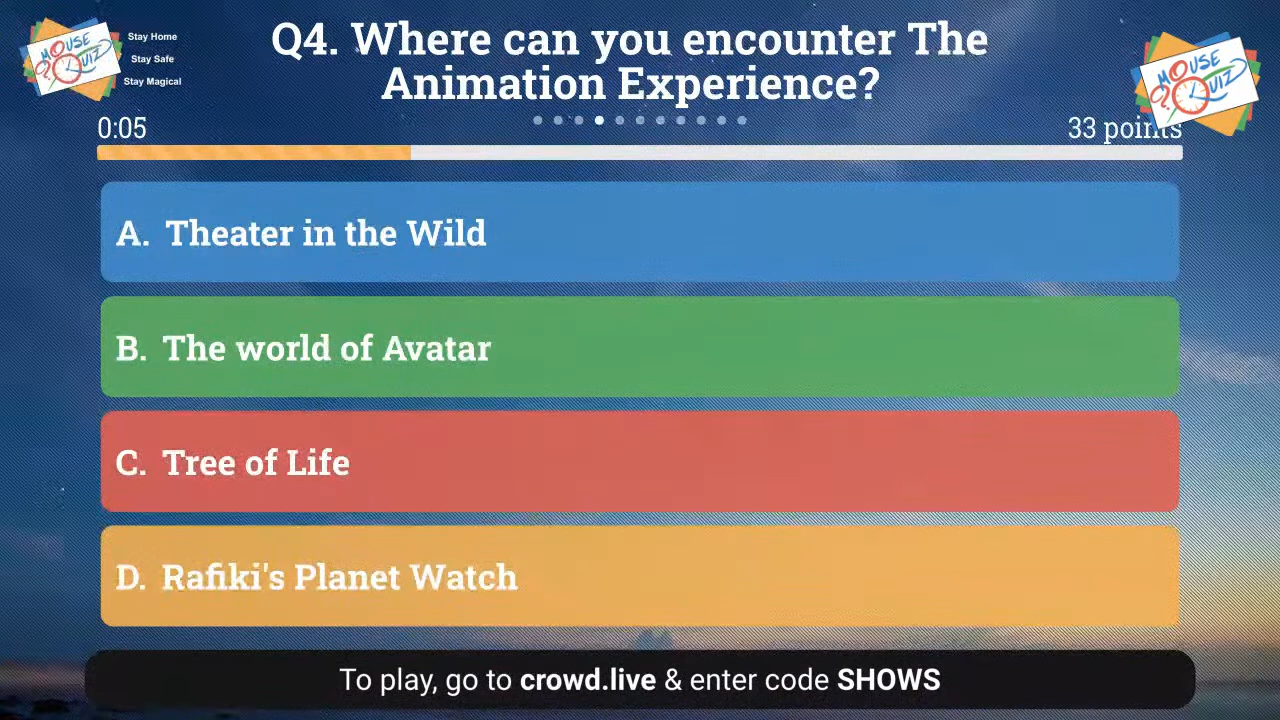 MOUSE
QUIZ
Stay Home
Stay Safe
Stay Magical
Q4. Where can you encounter The
Animation Experience?
MOUSE
QUIZ
0:05
33 points
A. Theater in the Wild
B. The world of Avatar
C. Tree of Life
D. Rafiki's Planet Watch
To play, go to crowd.live & enter code SHOWS